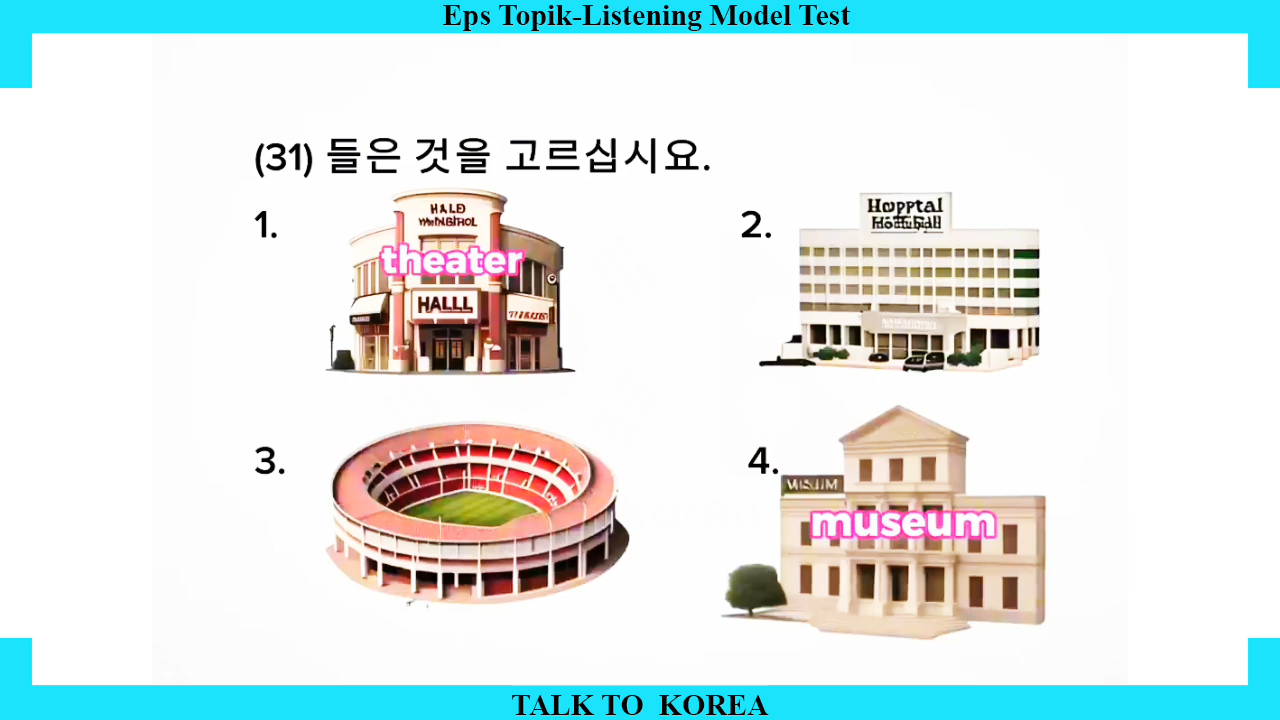 Eps Topik-Listening Model Test
(31) 들은 것을 고르십시요.
1.
theater
HALLL
2.
3.
4.
museum
TALK TO KOREA